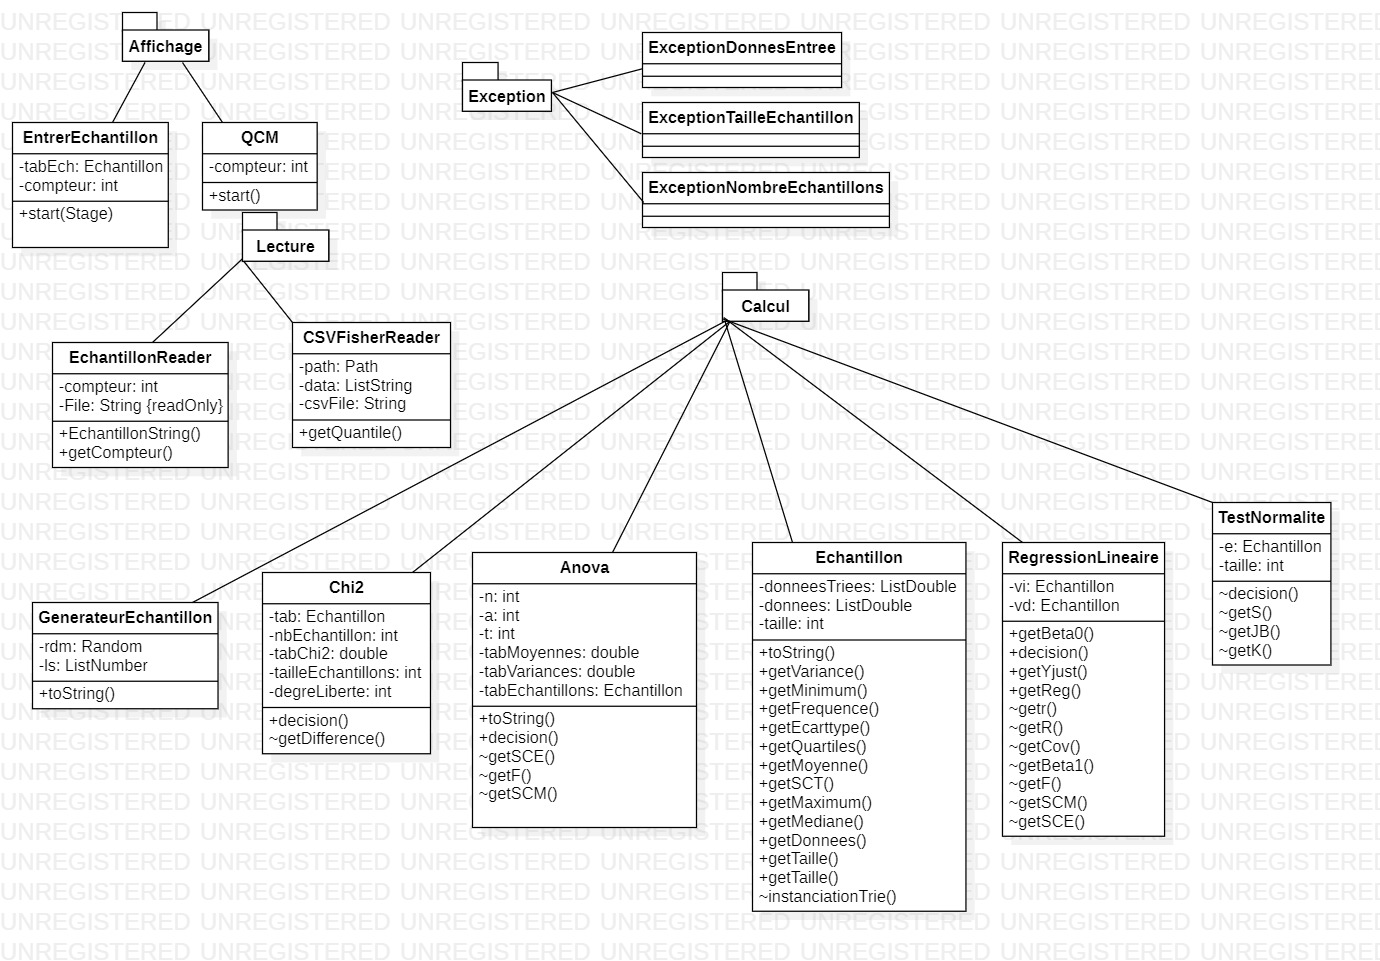 Affichage
EntrerEchantillon
-tabEch: Echantillon
-compteur: int
+start(Stage)
QCM
-compteur: int
+start()
Exception
ExceptionDonnesEntree
ExceptionTailleEchantillon
ExceptionNombreEchantillons
Lecture
EchantillonReader
-compteur: int
-File: String {readOnly}
+EchantillonString()
+getCompteur()
CSVFisherReader
-path: Path
-data: ListString
-csvFile: String
+getQuantile()
Calcul
GenerateurEchantillon
-rdm: Random
-ls: ListNumber
+toString()
Chi2
-tab: Echantillon
-nbEchantillon: int
-tabChi2: double
-tailleEchantillons: int
-degreLiberte: int
+decision()
~getDifference()
Anova
-n: int
-a: int
-t: int
-tabMoyennes: double
-tabVariances: double
-tabEchantillons: Echantillon
+toString()
+decision()
~getSCE()
~getF()
~getSCM()
Echantillon
-donneesTriees: ListDouble
-donnees: ListDouble
-taille: int
+toString()
+getVariance()
+getMinimum()
+getFrequence()
+getEcarttype()
+getQuartiles()
+getMoyenne()
+getSCT()
+getMaximum()
+getMediane()
+getDonnees()
+getTaille()
+getTaille()
~instanciationTrie()
RegressionLineaire
-vi: Echantillon
-vd: Echantillon
+getBeta0()
+decision()
+getYjust()
+getReg()
~getr()
~getR()
~getCov()
~getBeta1()
~getF()
~getSCM()
~getSCE()
TestNormalite
-e: Echantillon
-taille: int
~decision()
~getS()
~getJB()
~getK()
UNREGISTERED